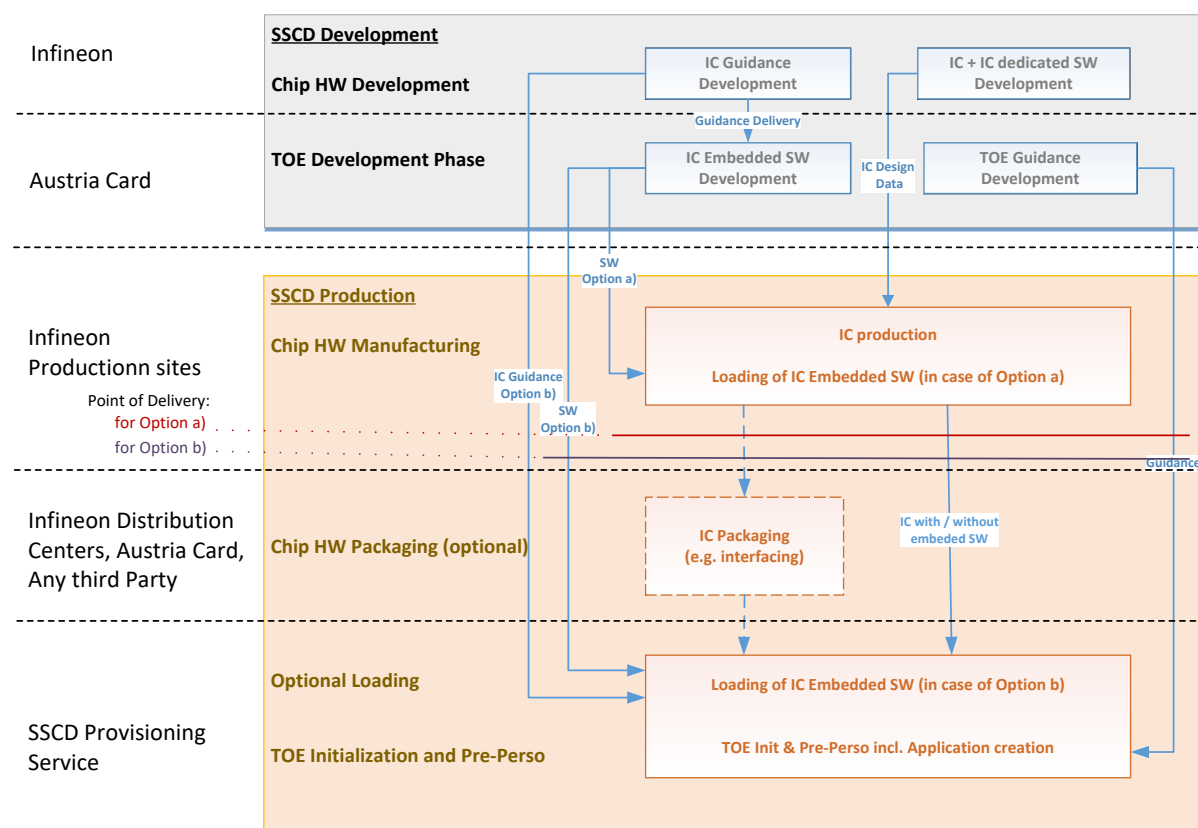 Infineon
SSCD Development
Chip HW Development
IC Guidance
Development
IC + IC dedicated SW
Development
Guidance Delivery
Austria Card
TOE Development Phase
IC Embedded SW
Development
IC Design
Data
TOE Guidance
Development
SW
Option a)
SSCD Production
Infineon
Productionn sites
Chip HW Manufacturing
IC production
Loading of IC Embedded SW (in case of Option a)
IC Guidance
Option b)
SW
Option b)
Point of Delivery:
for Option a)
for Option b)
Guidance
Infineon Distribution
Centers, Austria Card,
Any third Party
Chip HW Packaging (optional)
IC Packaging
(e.g. interfacing)
IC with / without
embeded SW
SSCD Provisioning
Service
Optional Loading
Loading of IC Embedded SW (in case of Option b)
TOE Initialization and Pre-Perso
TOE Init & Pre-Perso incl. Application creation